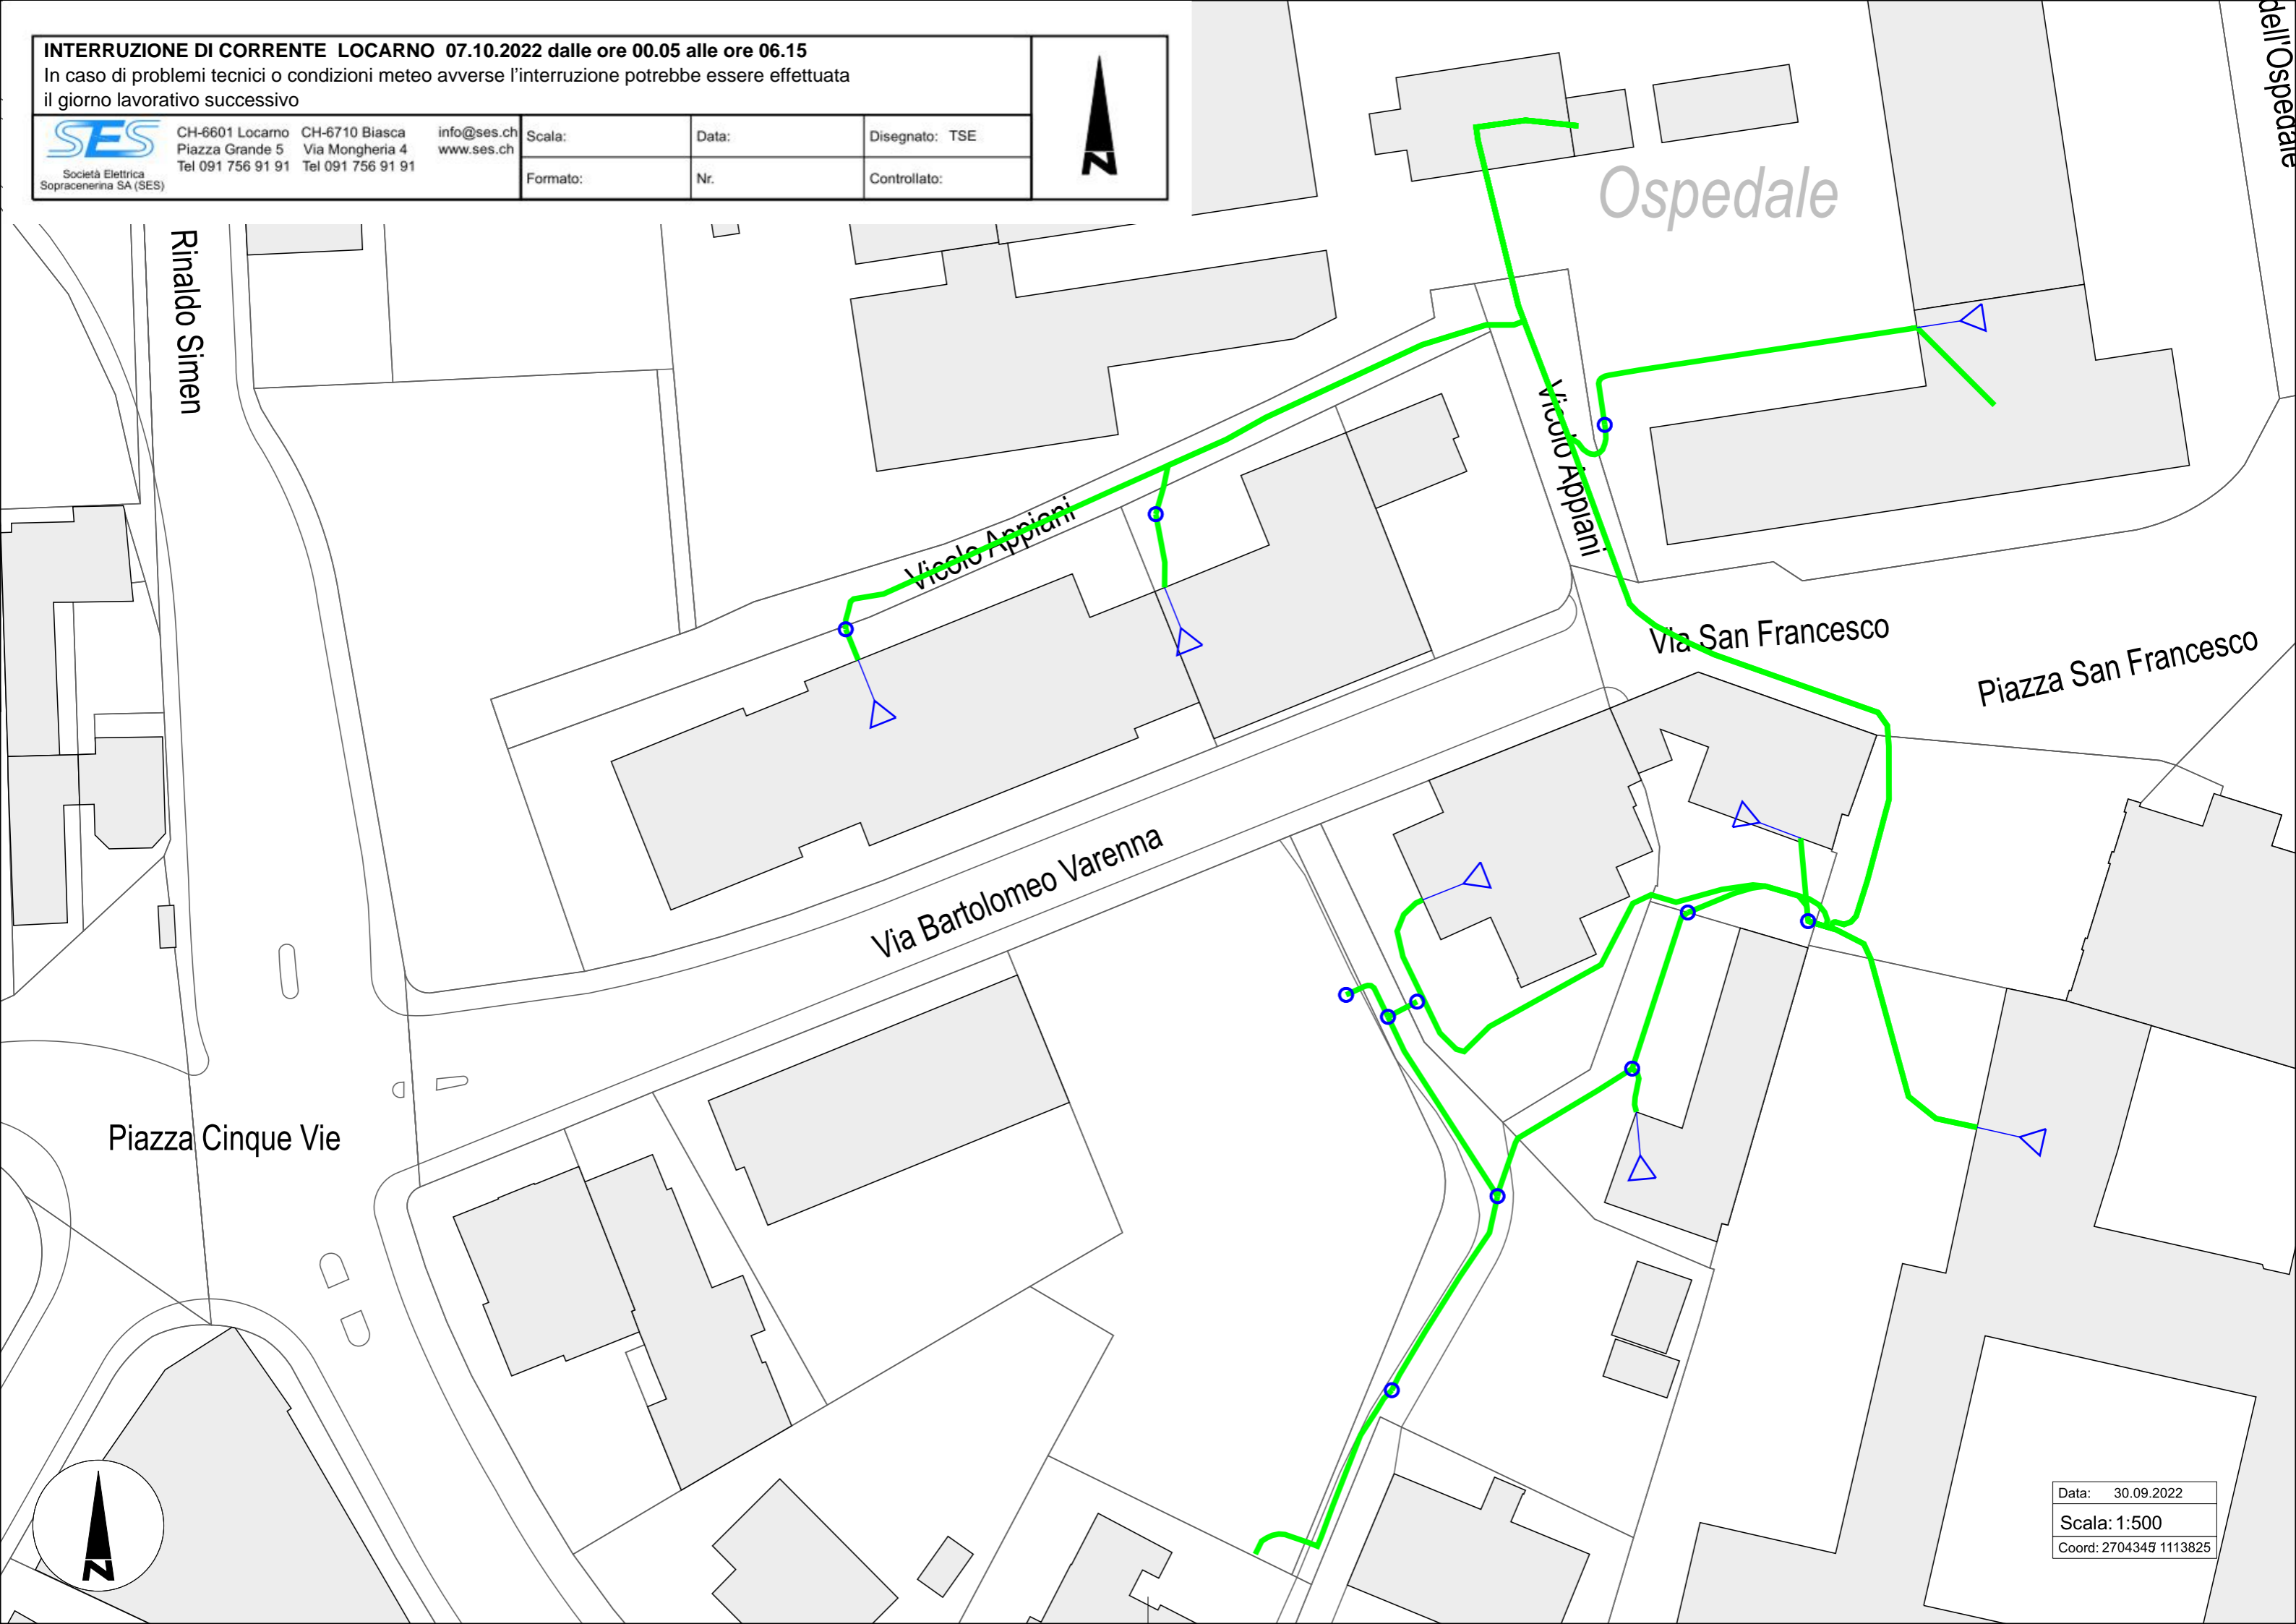 INTERRUZIONE DI CORRENTE LOCARNO 07.10.2022 dalle ore 00.05 alle ore 06.15
In caso di problemi tecnici o condizioni meteo avverse l'interruzione potrebbe essere effettuata
il giorno lavorativo successivo
SES
Società Elettrica
Sopracenerina SA (SES)
CH-6601 Locarno CH-6710 Biasca info@ses.ch
Piazza Grande 5 Via Mongheria 4 www.ses.ch
Tel 091 756 91 91 Tel 091 756 91 91
Scala: Data: Disegnato: TSE
Formato: Nr. Controllato:
N
dell'Ospedale
Ospedale
Rinaldo Simen
Vicolo Appiani
Vicolo Appiani
Via San Francesco
Piazza San Francesco
Via Bartolomeo Varenna
Piazza Cinque Vie
N
Data: 30.09.2022
Scala: 1:500
Coord: 2704345 / 1113825